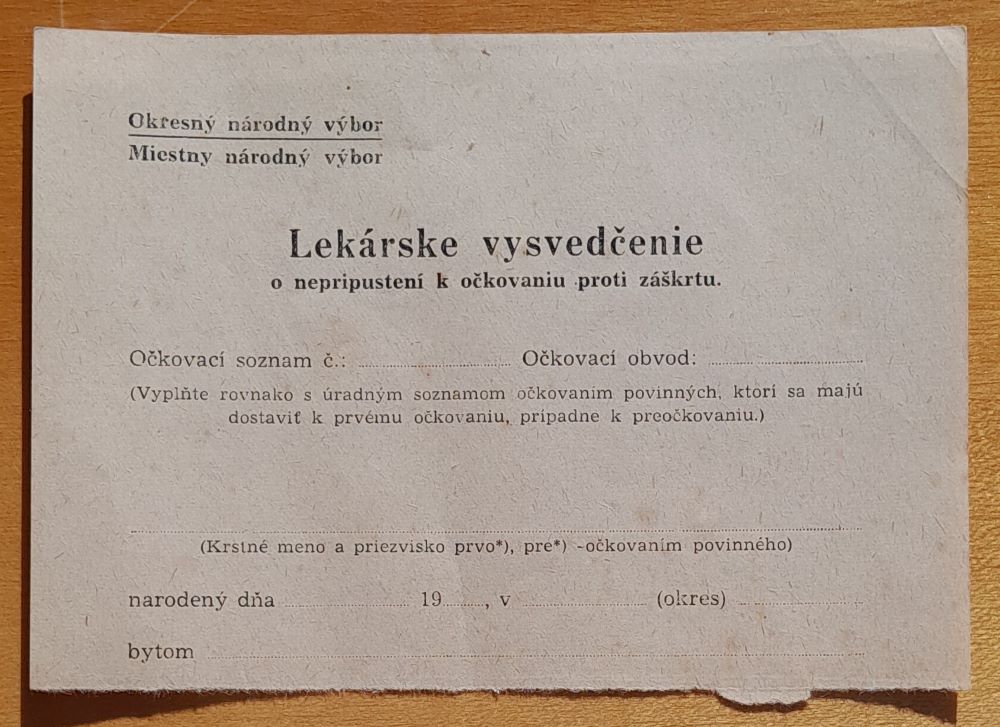 Okresný národný výbor
Miestny národný výbor
Lekárske vysvedčenie
o nepripustení k očkovaniu proti záškrtu.
Očkovací soznam č.: Očkovací obvod:
(Vyplňte rovnako s úradným soznamom očkovaním povinných, ktorí sa majú
dostaviť k prvému očkovaniu, prípadne k preočkovaniu.)
(Krstné meno a priezvisko prvo*), pre*) -očkovaním povinného)
narodený dňa 19 , v (okres)
bytom